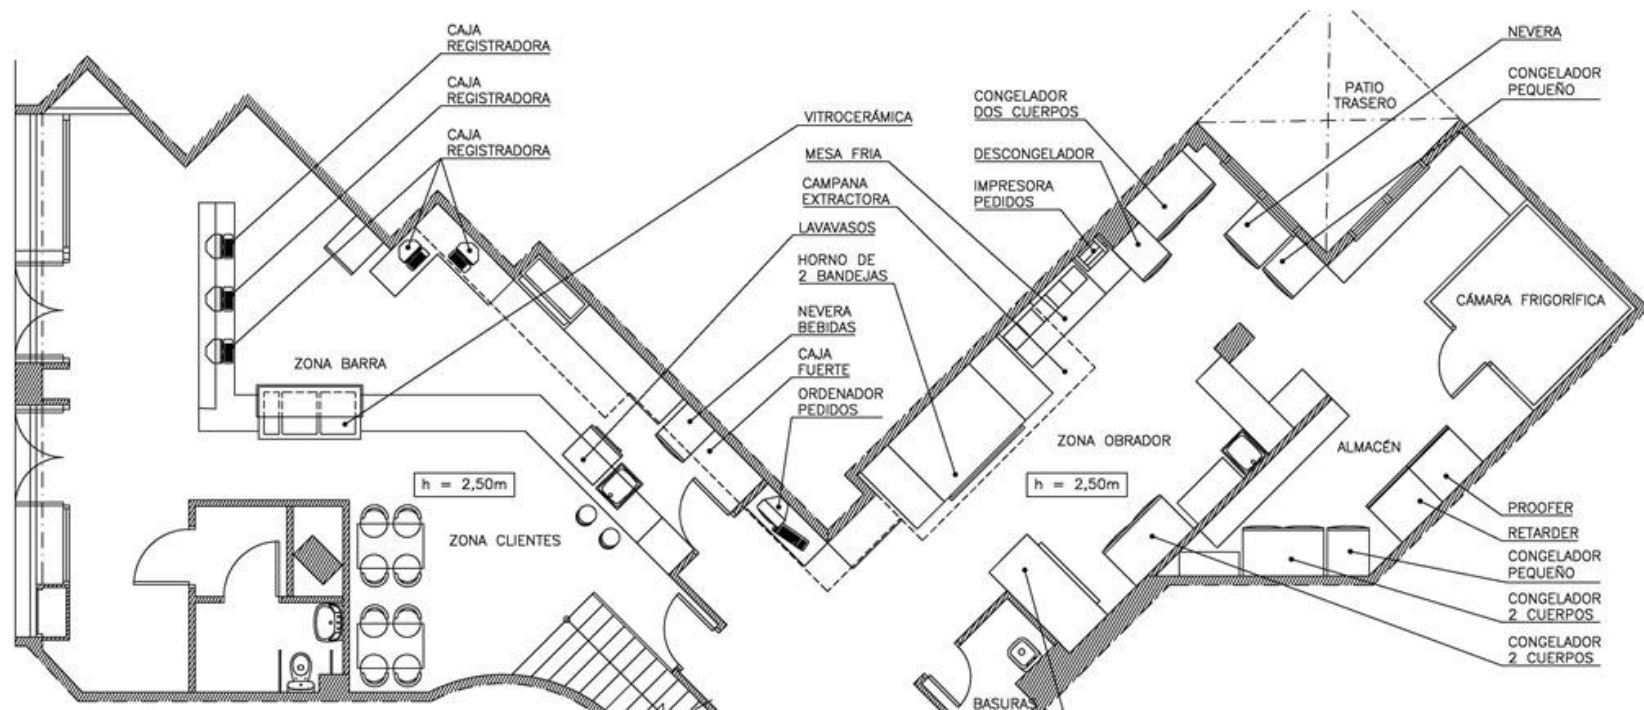 CAJA
REGISTRADORA
CAJA
REGISTRADORA
CAJA
REGISTRADORA
VITROCERÁMICA
MESA FRIA
CAMPANA
EXTRACTORA
LAVAVASOS
HORNO DE
2 BANDEJAS
NEVERA
BEBIDAS
CAJA
FUERTE
ORDENADOR
PEDIDOS
CONGELADOR
DOS CUERPOS
DESCONGELADOR
IMPRESORA
PEDIDOS
PATIO
TRASERO
NEVERA
CONGELADOR
PEQUEÑO
CÁMARA FRIGORÍFICA
ZONA BARRA
h = 2,50m
ZONA CLIENTES
ZONA OBRADOR
h = 2,50m
ALMACÉN
PROOFER
RETARDER
CONGELADOR
PEQUEÑO
CONGELADOR
2 CUERPOS
CONGELADOR
2 CUERPOS
BASURAS